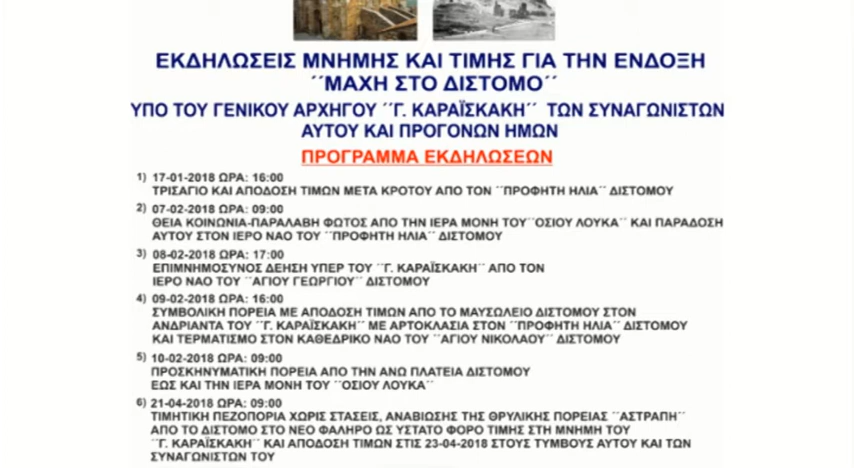 ΕΚΔΗΛΩΣΕΙΣ ΜΝΗΜΗΣ ΚΑΙ ΤΙΜΗΣ ΓΙΑ ΤΗΝ ΕΝΔΟΞΗ
΄΄ΜΑΧΗ ΣΤΟ ΔΙΣΤΟΜΟ΄΄
ΥΠΟ ΤΟΥ ΓΕΝΙΚΟΥ ΑΡΧΗΓΟΥ ΄΄Γ. ΚΑΡΑΪΣΚΑΚΗ΄΄ ΤΩΝ ΣΥΝΑΓΩΝΙΣΤΩΝ
ΑΥΤΟΥ ΚΑΙ ΠΡΟΓΟΝΩΝ ΗΜΩΝ
ΠΡΟΓΡΑΜΜΑ ΕΚΔΗΛΩΣΕΩΝ
1) 17-01-2018 ΩΡΑ: 16:00
ΤΡΙΣΑΓΙΟ ΚΑΙ ΑΠΟΔΟΣΗ ΤΙΜΩΝ ΜΕΤΑ ΚΡΟΤΟΥ ΑΠΟ ΤΟΝ ΄΄ΠΡΟΦΗΤΗ ΗΛΙΑ΄΄ ΔΙΣΤΟΜΟΥ
2) 07-02-2018 ΩΡΑ: 09:00
ΘΕΙΑ ΚΟΙΝΩΝΙΑ-ΠΑΡΑΛΑΒΗ ΦΩΤΟΣ ΑΠΟ ΤΗΝ ΙΕΡΑ ΜΟΝΗ ΤΟΥ΄΄ΟΣΙΟΥ ΛΟΥΚΑ΄΄ ΚΑΙ ΠΑΡΑΔΟΣΗ
ΑΥΤΟΥ ΣΤΟΝ ΙΕΡΟ ΝΑΟ ΤΟΥ ΄΄ΠΡΟΦΗΤΗ ΗΛΙΑ΄΄ ΔΙΣΤΟΜΟΥ
3) 08-02-2018 ΩΡΑ: 17:00
ΕΠΙΜΝΗΜΟΣΥΝΟΣ ΔΕΗΣΗ ΥΠΕΡ ΤΟΥ ΄΄Γ. ΚΑΡΑΪΣΚΑΚΗ΄΄ ΑΠΟ ΤΟΝ
ΙΕΡΟ ΝΑΟ ΤΟΥ ΄΄ΑΓΙΟΥ ΓΕΩΡΓΙΟΥ΄΄ ΔΙΣΤΟΜΟΥ
4) 09-02-2018 ΩΡΑ: 16:00
ΣΥΜΒΟΛΙΚΗ ΠΟΡΕΙΑ ΜΕ ΑΠΟΔΟΣΗ ΤΙΜΩΝ ΑΠΟ ΤΟ ΜΑΥΣΩΛΕΙΟ ΔΙΣΤΟΜΟΥ ΣΤΟΝ
ΑΝΔΡΙΑΝΤΑ ΤΟΥ ΄΄Γ. ΚΑΡΑΪΣΚΑΚΗ΄΄ ΜΕ ΑΡΤΟΚΛΑΣΙΑ ΣΤΟΝ ΄΄ΠΡΟΦΗΤΗ ΗΛΙΑ΄΄ ΔΙΣΤΟΜΟΥ
ΚΑΙ ΤΕΡΜΑΤΙΣΜΟ ΣΤΟΝ ΚΑΘΕΔΡΙΚΟ ΝΑΟ ΤΟΥ ΄΄ΑΓΙΟΥ ΝΙΚΟΛΑΟΥ΄΄ ΔΙΣΤΟΜΟΥ
5) 10-02-2018 ΩΡΑ: 09:00
ΠΡΟΣΚΗΝΥΜΑΤΙΚΗ ΠΟΡΕΙΑ ΑΠΟ ΤΗΝ ΑΝΩ ΠΛΑΤΕΙΑ ΔΙΣΤΟΜΟΥ
ΕΩΣ ΚΑΙ ΤΗΝ ΙΕΡΑ ΜΟΝΗ ΤΟΥ ΄΄ΟΣΙΟΥ ΛΟΥΚΑ΄΄
6) 21-04-2018 ΩΡΑ: 09:00
ΤΙΜΗΤΙΚΗ ΠΕΖΟΠΟΡΙΑ ΧΩΡΙΣ ΣΤΑΣΕΙΣ, ΑΝΑΒΙΩΣΗΣ ΤΗΣ ΘΡΥΛΙΚΗΣ ΠΟΡΕΙΑΣ ΄΄ΑΣΤΡΑΠΗ΄΄
ΑΠΟ ΤΟ ΔΙΣΤΟΜΟ ΣΤΟ ΝΕΟ ΦΑΛΗΡΟ ΩΣ ΥΣΤΑΤΟ ΦΟΡΟ ΤΙΜΗΣ ΣΤΗ ΜΝΗΜΗ ΤΟΥ
΄΄Γ. ΚΑΡΑΪΣΚΑΚΗ΄΄ ΚΑΙ ΑΠΟΔΟΣΗ ΤΙΜΩΝ ΣΤΙΣ 23-04-2018 ΣΤΟΥΣ ΤΥΜΒΟΥΣ ΑΥΤΟΥ ΚΑΙ ΤΩΝ
ΣΥΝΑΓΩΝΙΣΤΩΝ ΤΟΥ